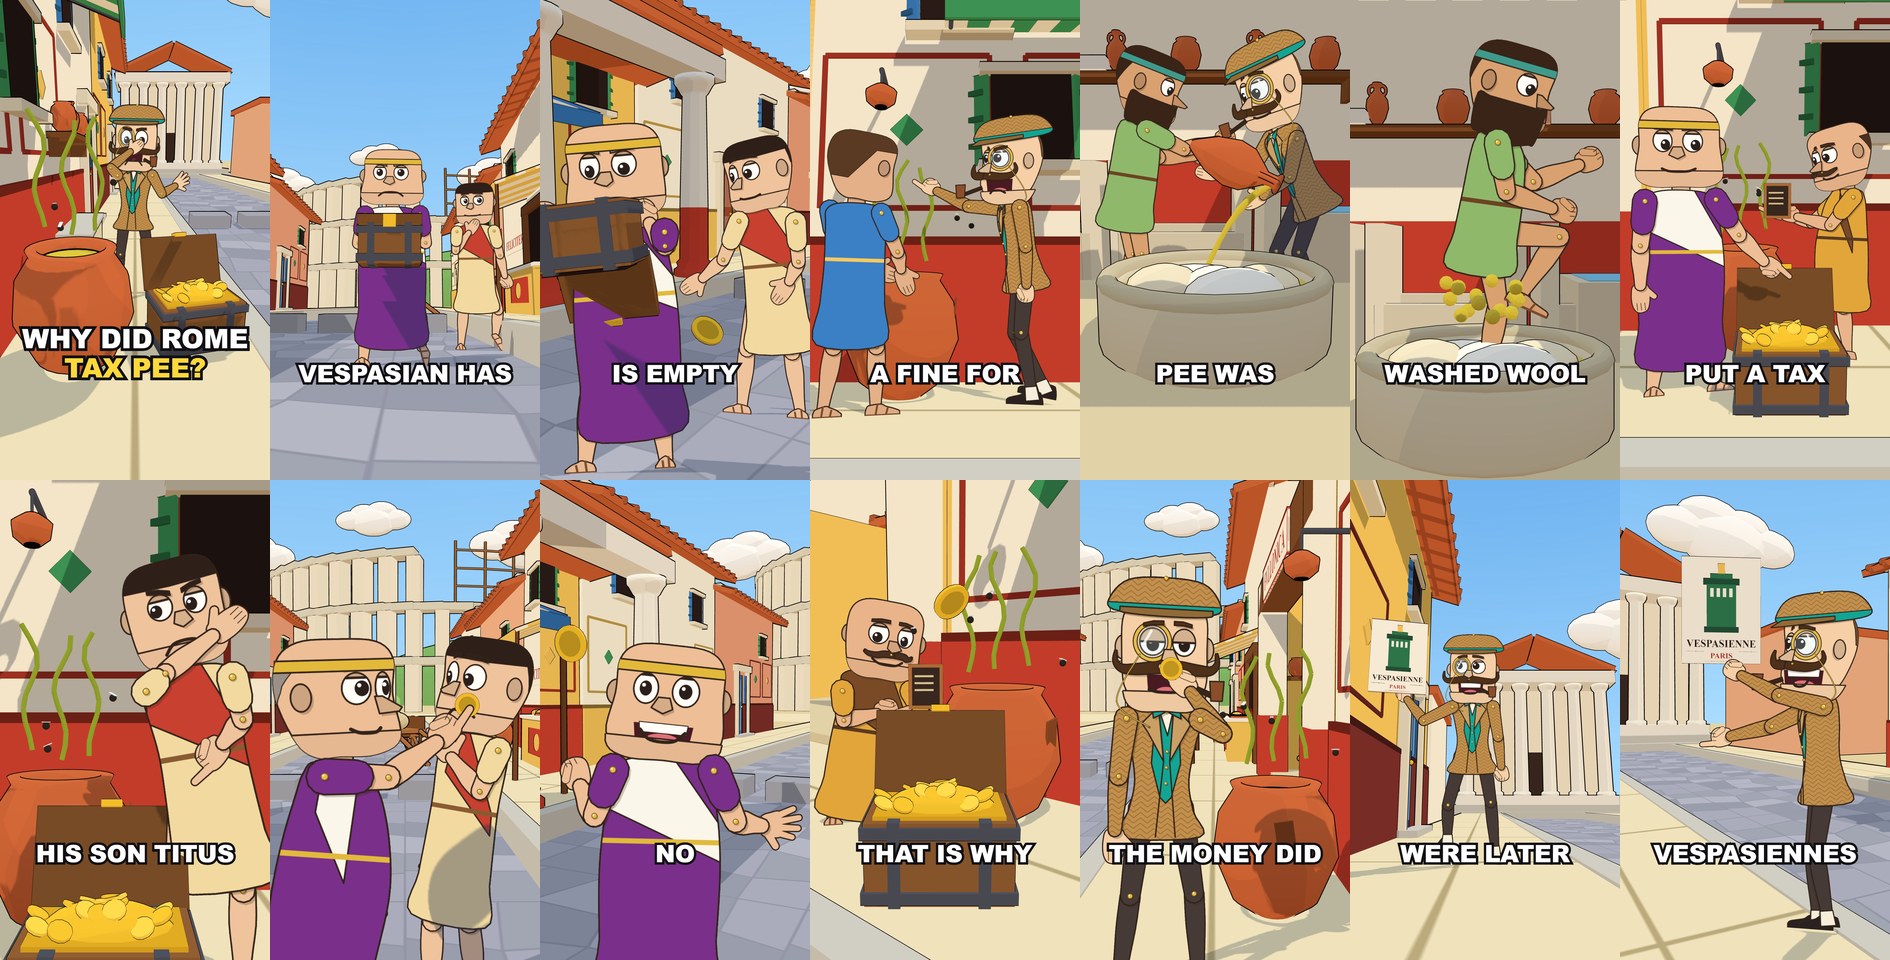 WHY DID ROME
TAX PEE?
VESPASIAN HAS
IS EMPTY
A FINE FOR
PEE WAS
WASHED WOOL
PUT A TAX
HIS SON TITUS
NO
THAT IS WHY
THE MONEY DID
VESPASIENNE
PARIS
WERE LATER
VESPASIENNE
PARIS
VESPASIENNES